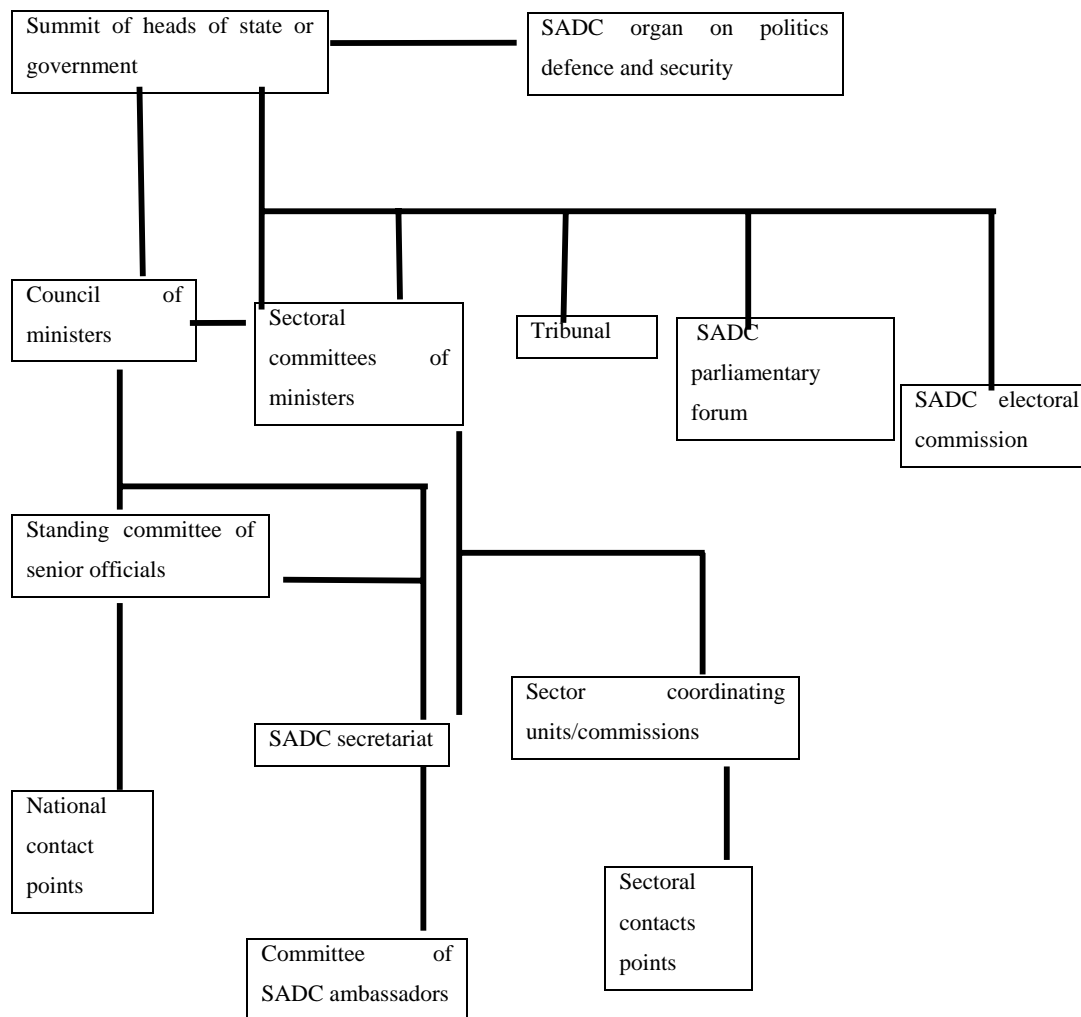 Summit of heads of state or
government
SADC organ on politics
defence and security
Council of
ministers
Sectoral
committees of
ministers
Tribunal
SADC
parliamentary
forum
SADC electoral
commission
Standing committee of
senior officials
SADC secretariat
Sector coordinating
units/commissions
National
contact
points
Sectoral
contacts
points
Committee of
SADC ambassadors